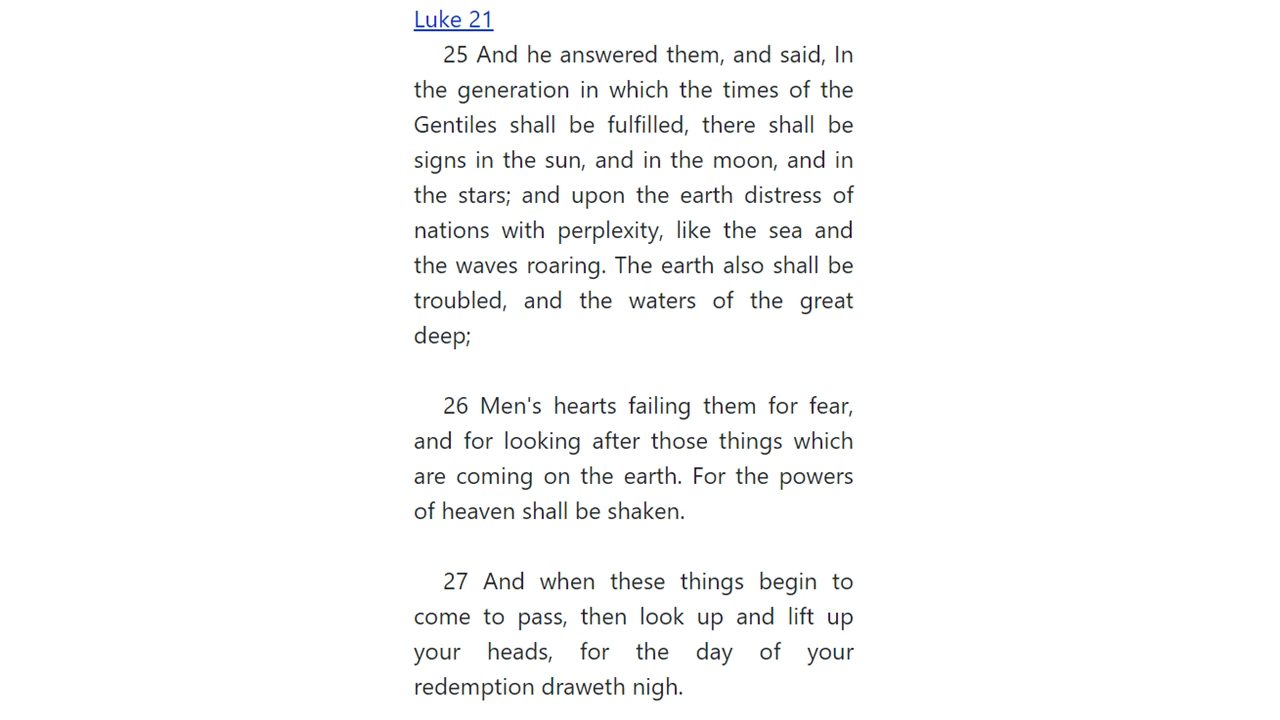 Luke 21
25 And he answered them, and said, In
the generation in which the times of the
Gentiles shall be fulfilled, there shall be
signs in the sun, and in the moon, and in
the stars; and upon the earth distress of
nations with perplexity, like the sea and
the waves roaring. The earth also shall be
troubled, and the waters of the great
deep;
26 Men's hearts failing them for fear,
and for looking after those things which
are coming on the earth. For the powers
of heaven shall be shaken.
27 And when these things begin to
come to pass, then look up and lift up
your heads, for the day of your
redemption draweth nigh.